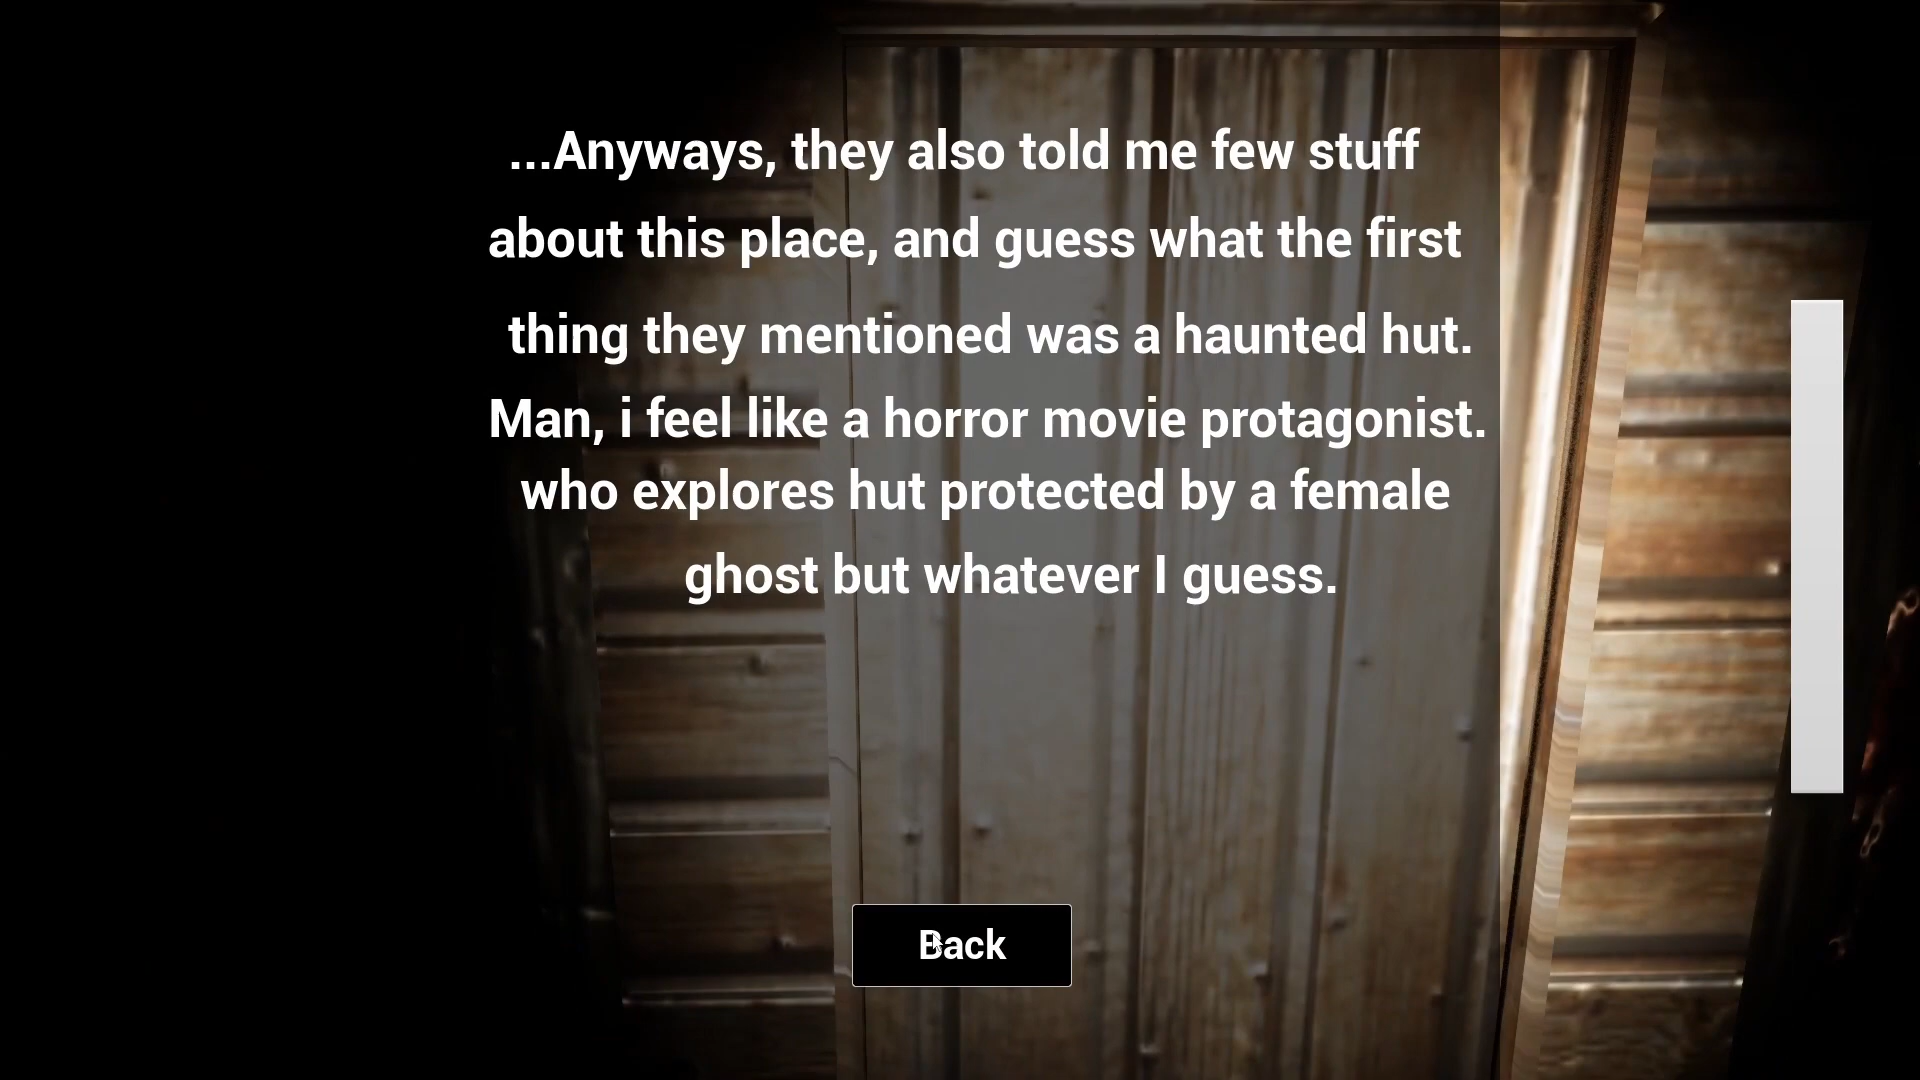 ...Anyways, they also told me few stuff
about this place, and guess what the first
thing they mentioned was a haunted hut.
Man, i feel like a horror movie protagonist.
who explores hut protected by a female
ghost but whatever I guess.
Back